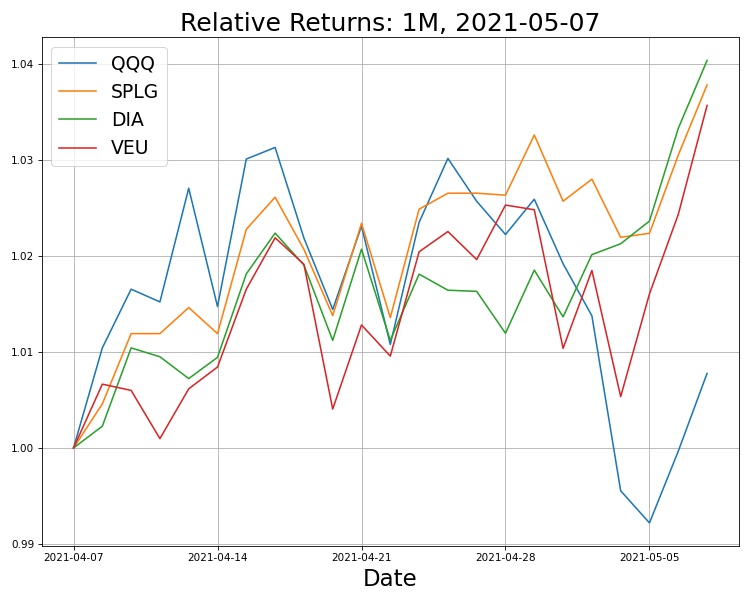 Relative Returns: 1M, 2021-05-07
QQQ
SPLG
DIA
VEU
1.04
1.03
1.02
1.01
1.00
0.99
2021-04-07 2021-04-14 2021-04-21 2021-04-28 2021-05-05
Date